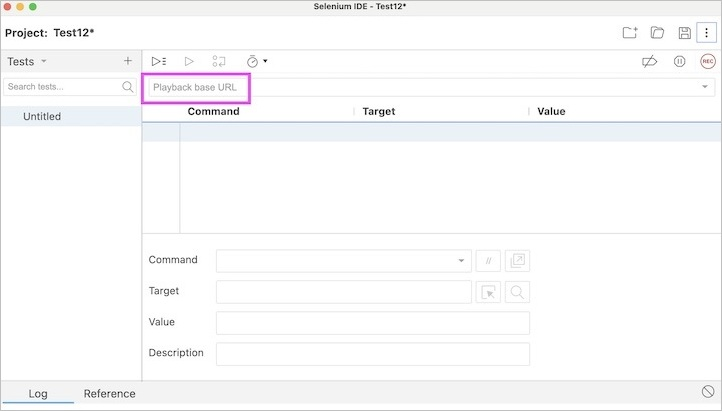 Selenium IDE - Test12*
Project: Test12*
Tests
REC
Search tests...
Playback base URL
Untitled
Command Target Value
Command
//
Target
Value
Description
Log Reference